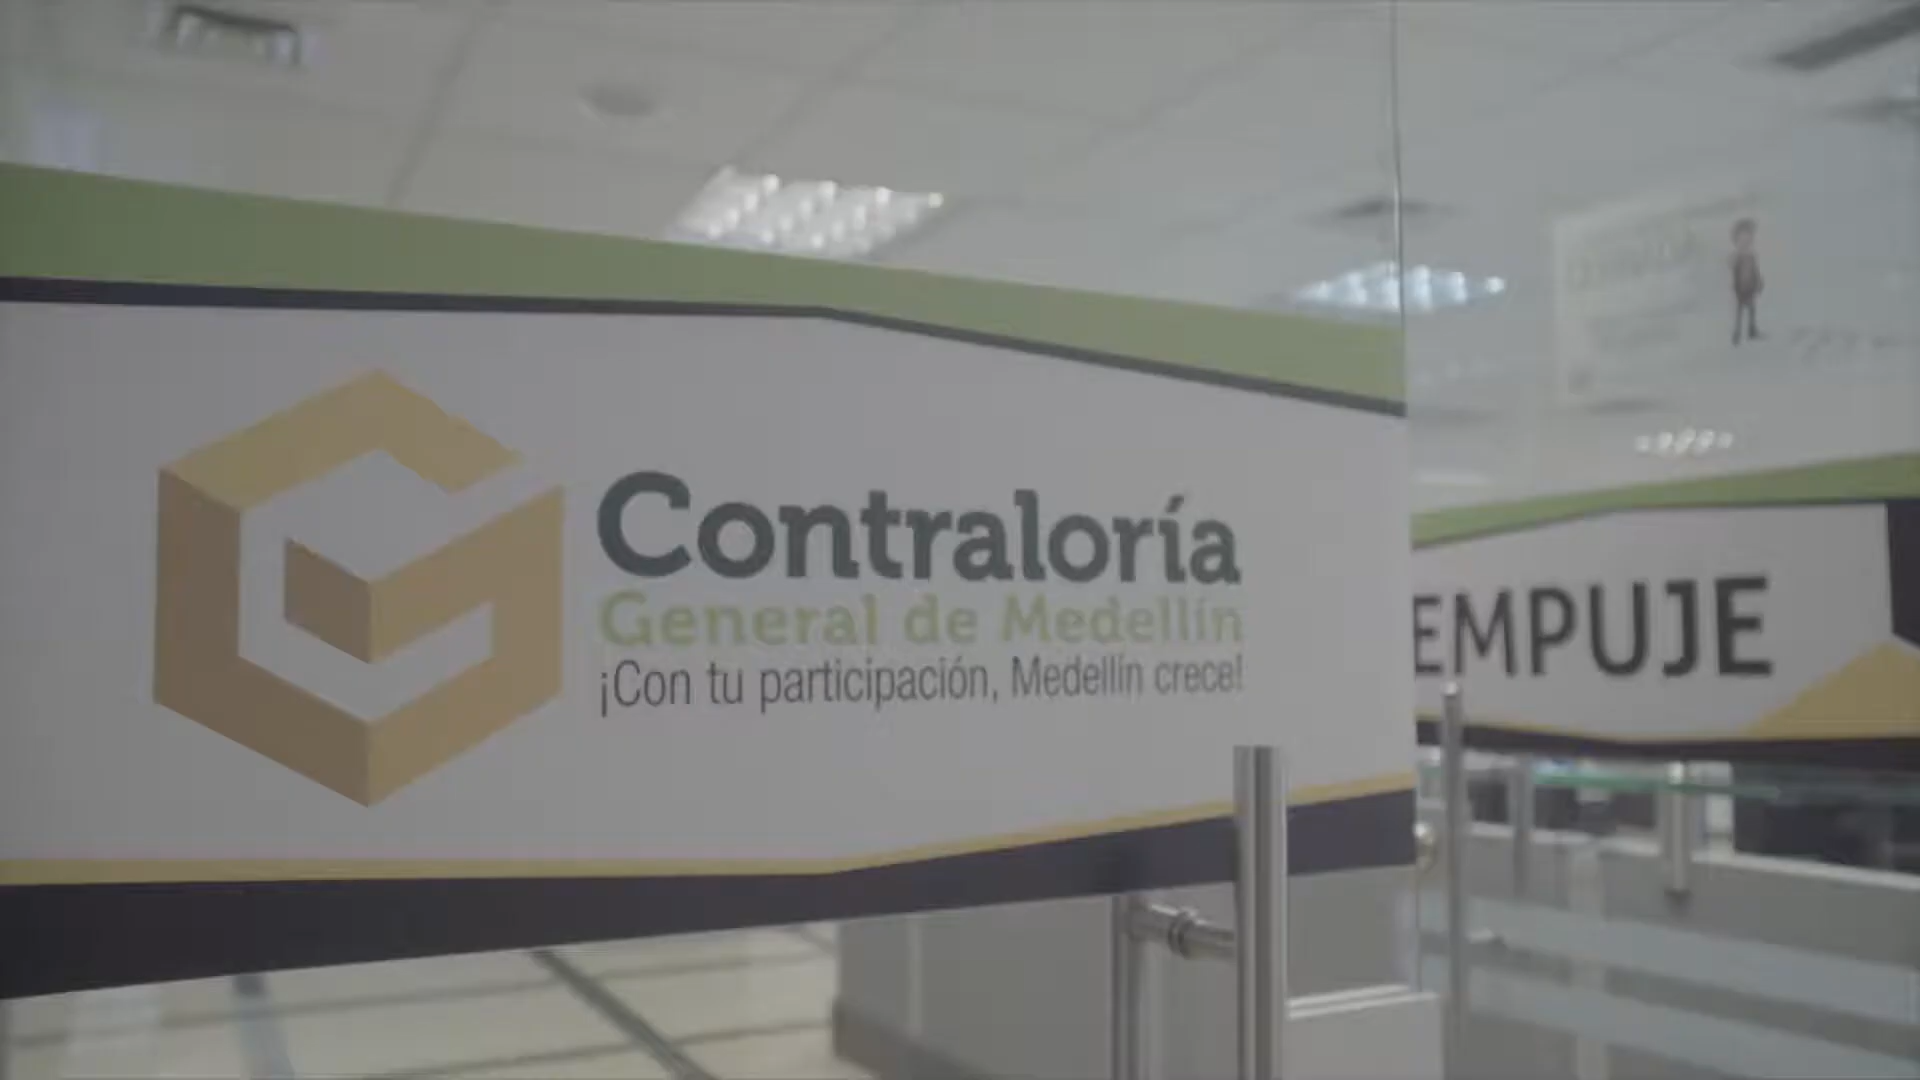 Contraloría
General de Medellín
¡Con tu participación, Medellín crece!
EMPUJE